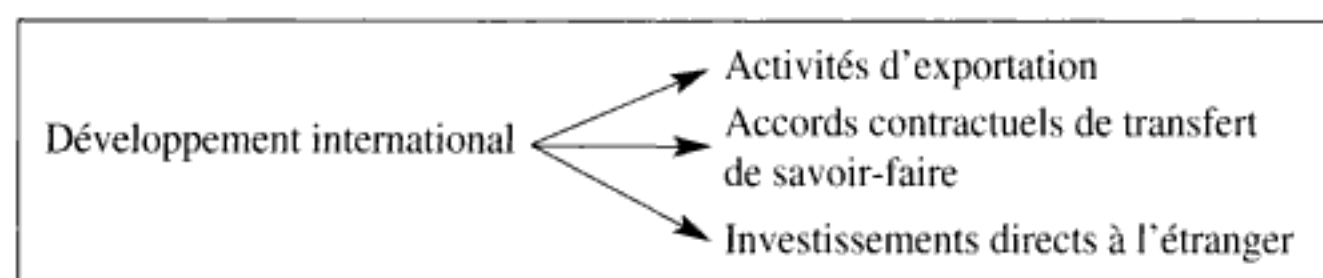 Développement international
Activités d'exportation
Accords contractuels de transfert
de savoir-faire
Investissements directs à l'étranger